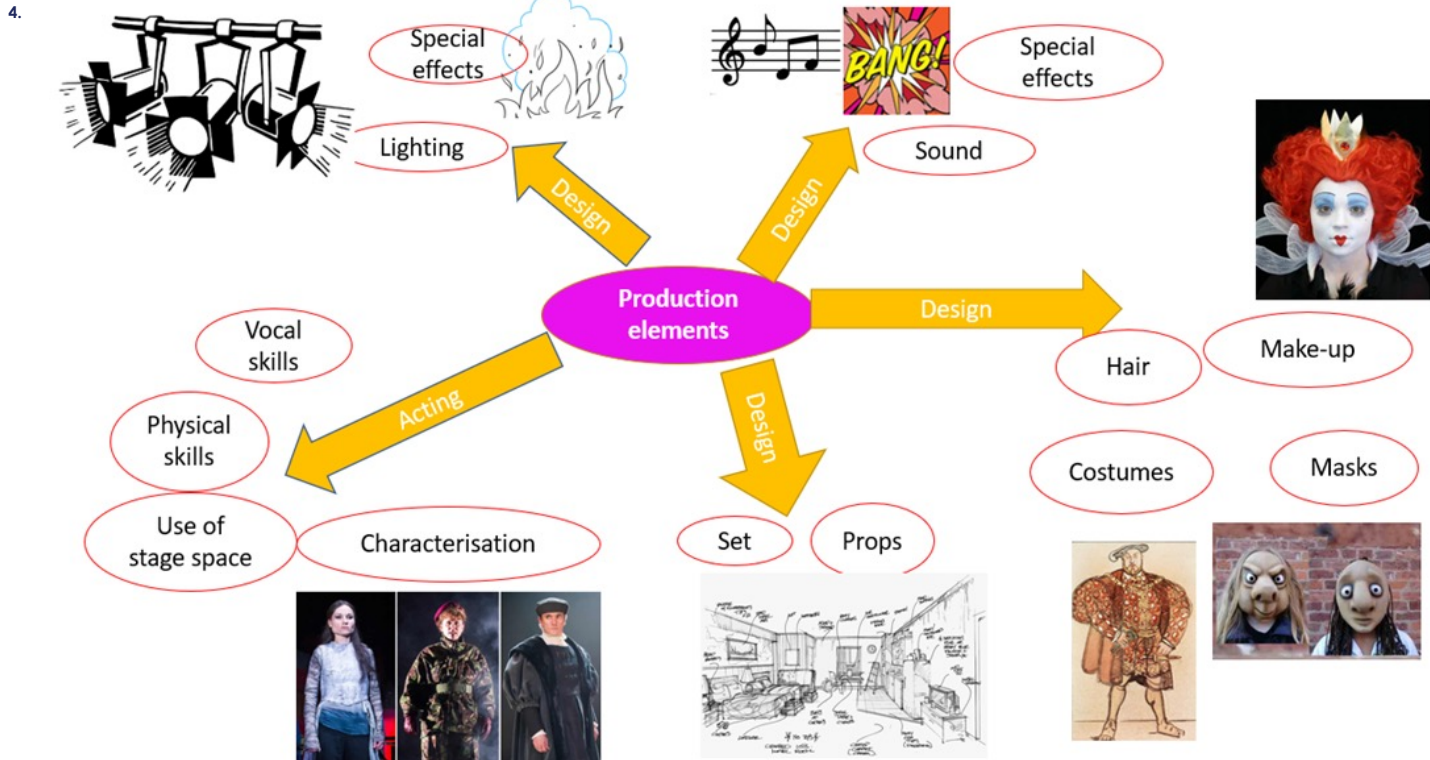 4.
Special
effects
Lighting
Design
BANG!
Special
effects
Sound
Design
Production
elements
Design
Hair
Make-up
Costumes
Masks
Vocal
skills
Physical
skills
Use of
stage space
Characterisation
Acting
Design
Set
Props